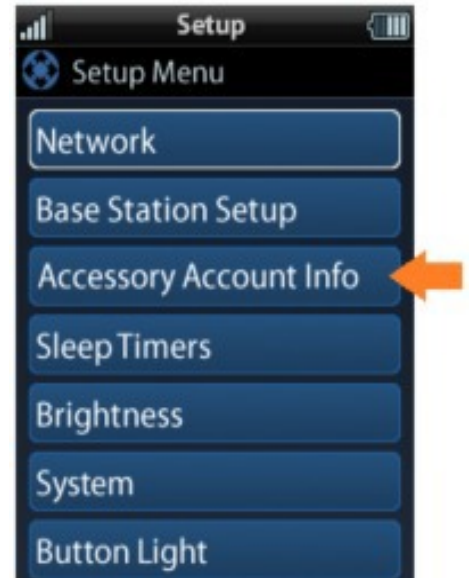 Setup
Setup Menu
Network
Base Station Setup
Accessory Account Info
Sleep Timers
Brightness
System
Button Light